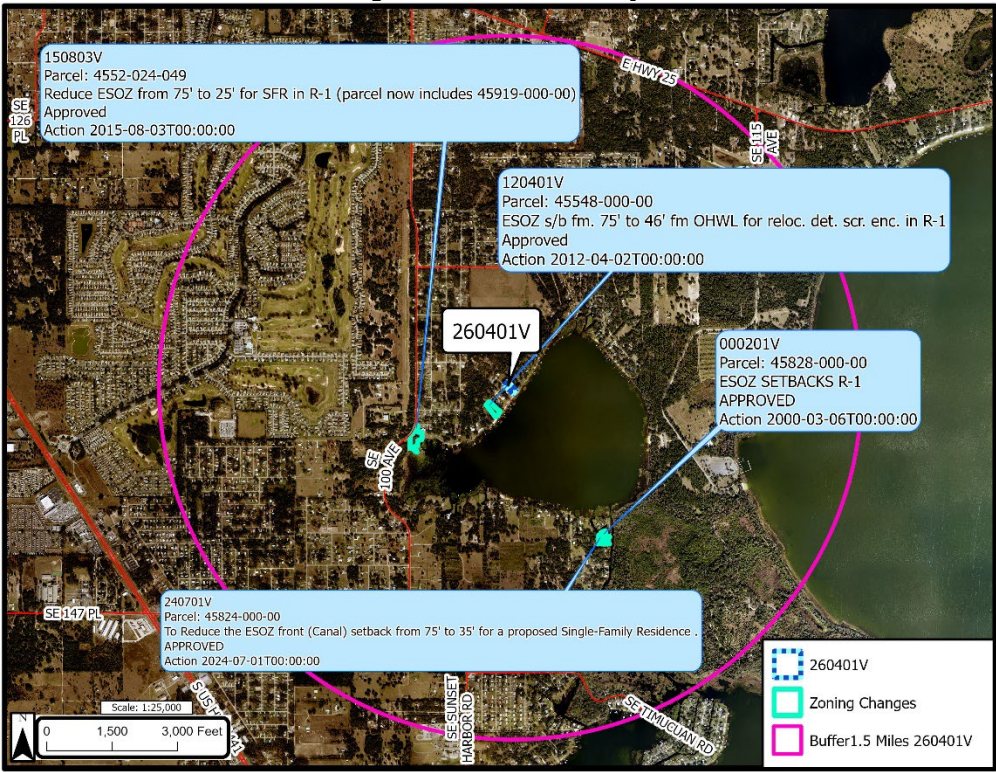 150803V
Parcel: 4552-024-049
Reduce ESOZ from 75' to 25' for SFR in R-1 (parcel now includes 45919-000-00)
Approved
Action 2015-08-03T00:00:00
E HWY 25
SE
126
PL
SE 115
AVE
120401V
Parcel: 45548-000-00
ESOZ s/b fm. 75' to 46' fm OHWL for reloc. det. scr. enc. in R-1
Approved
Action 2012-04-02T00:00:00
260401V
000201V
Parcel: 45828-000-00
ESOZ SETBACKS R-1
APPROVED
Action 2000-03-06T00:00:00
SE
100 AVE
SE 147 PL
240701V
Parcel: 45824-000-00
To Reduce the ESOZ front (Canal) setback from 75' to 35' for a proposed Single-Family Residence .
APPROVED
Action 2024-07-01T00:00:00
S US H
41
SE SUNSET
HARBOR RD
SE TIMUCUAN RD
Scale: 1:25,000
N
0 1,500 3,000 Feet
260401V
Zoning Changes
Buffer1.5 Miles 260401V